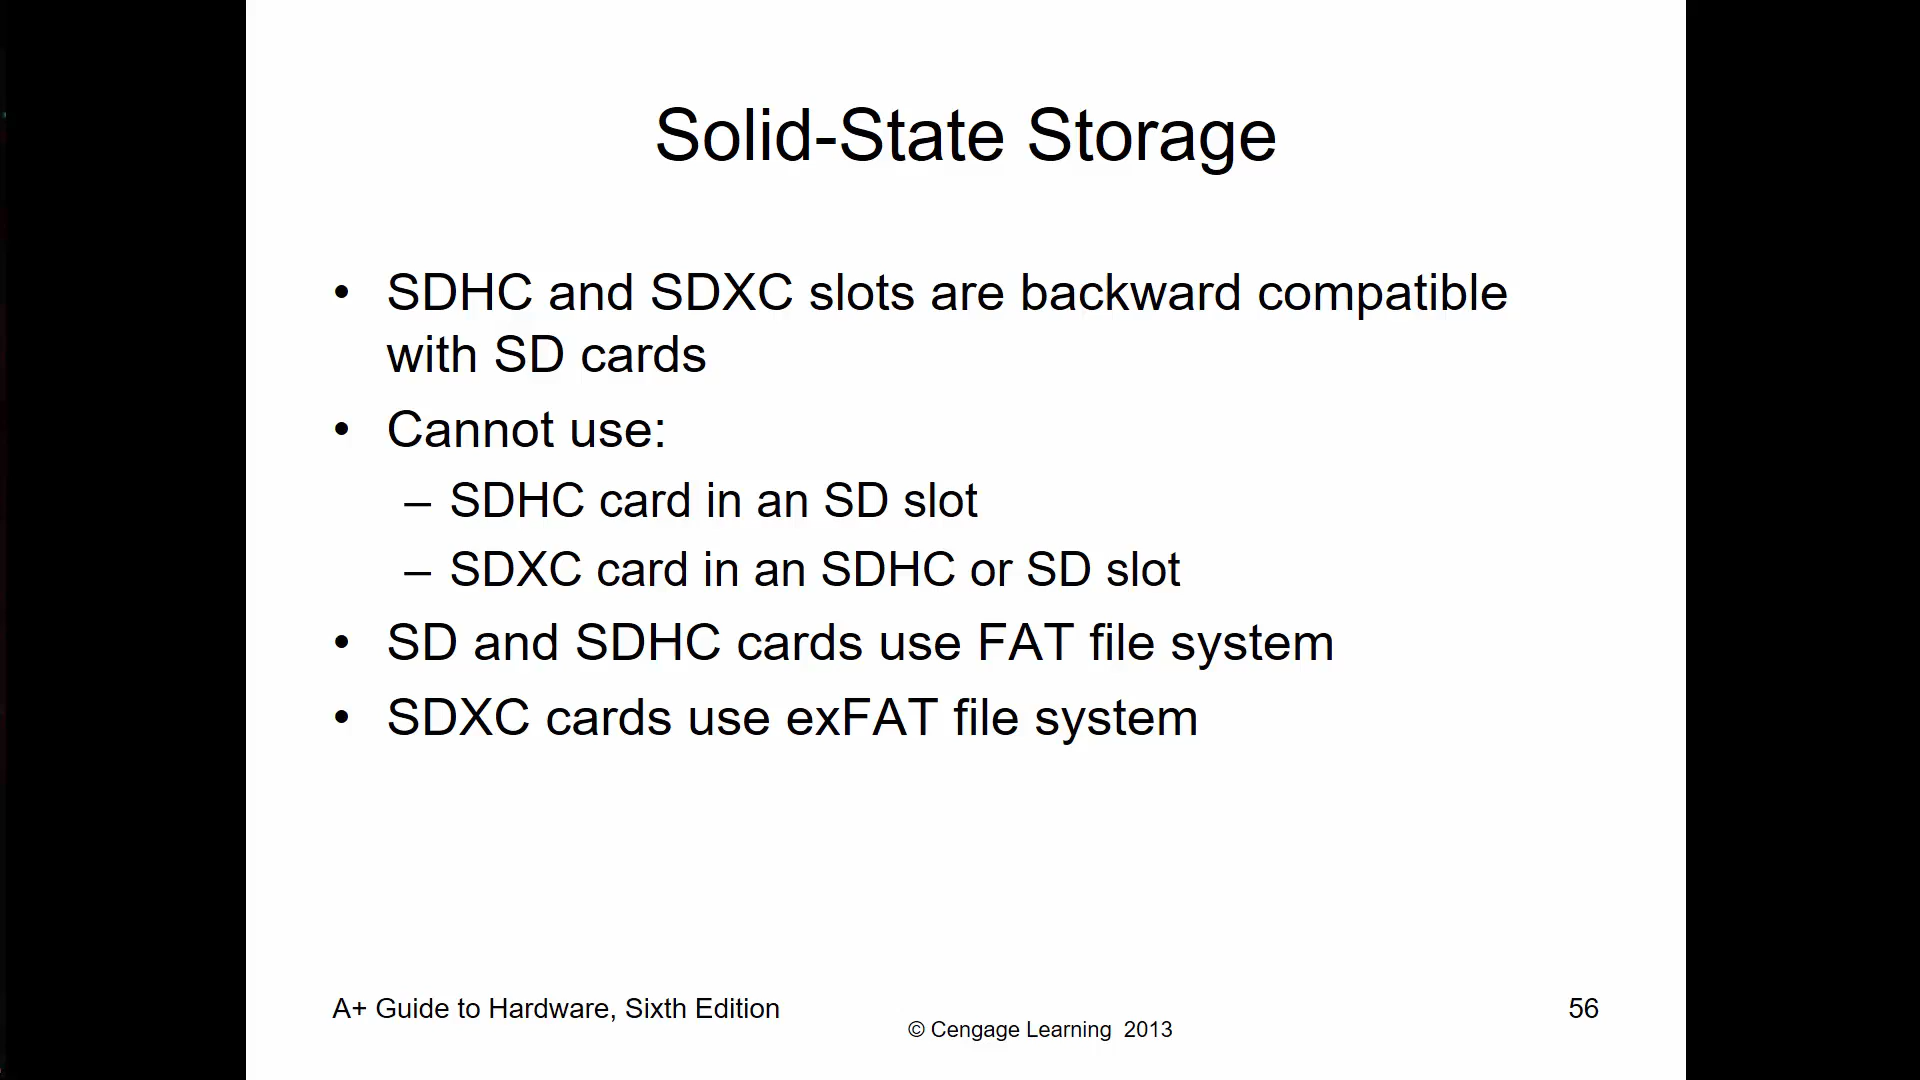 Solid-State Storage
• SDHC and SDXC slots are backward compatible
with SD cards
• Cannot use:
– SDHC card in an SD slot
– SDXC card in an SDHC or SD slot
• SD and SDHC cards use FAT file system
• SDXC cards use exFAT file system
A+ Guide to Hardware, Sixth Edition
© Cengage Learning 2013
56